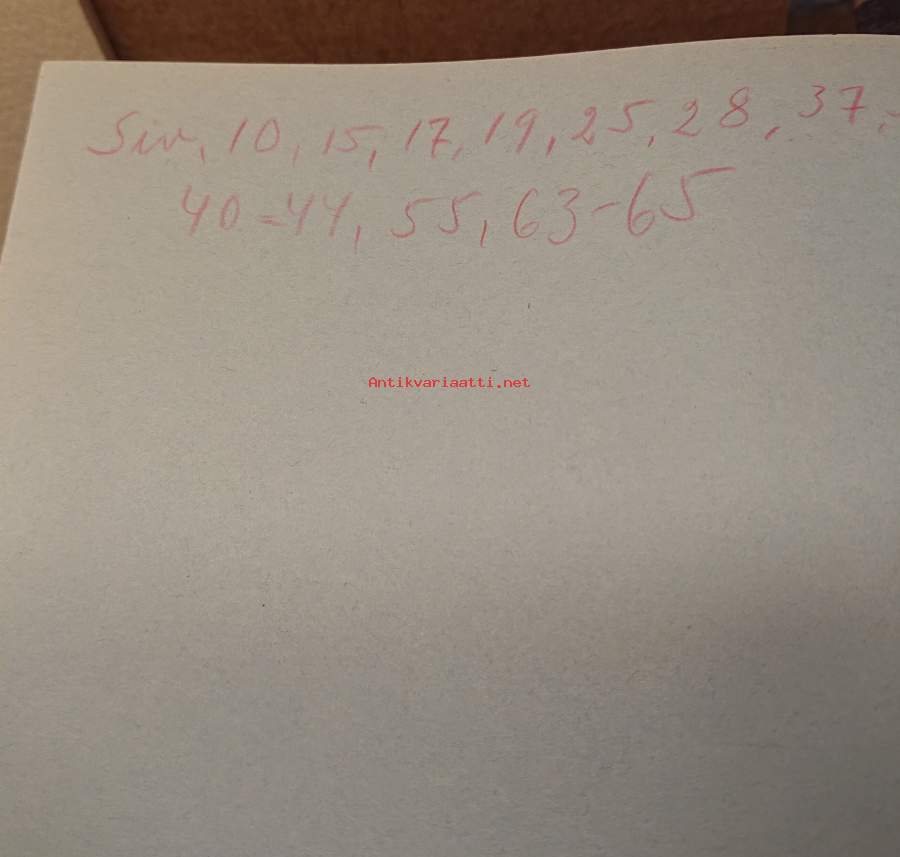 Siv, 10, 15, 17, 19, 25, 28, 37,-
40-44, 55, 63-65
Antikvariaatti.net